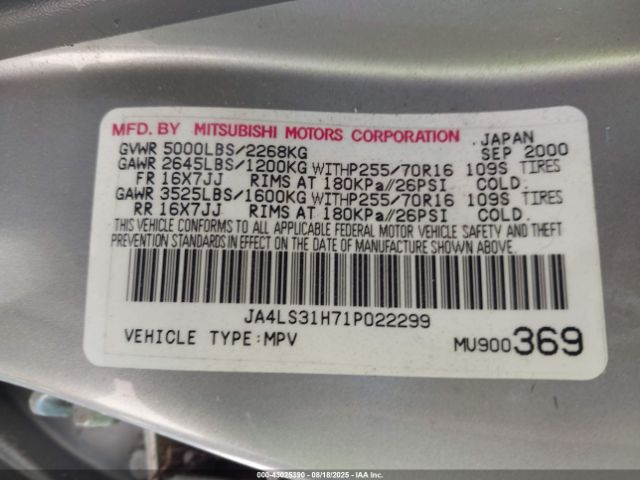 MFD. BY MITSUBISHI MOTORS CORPORATION JAPAN
GVWR 5000LBS/2268KG SEP 2000
GAWR 2645LBS/1200KG WITHP255/70R16 109S TIRES
FR 16X7JJ RIMS AT 180KPa//26PSI COLD.
GAWR 3525LBS/1600KG WITHP255/70R16 109S TIRES
RR 16X7JJ RIMS AT 180KPa//26PSI COLD.
THIS VEHICLE CONFORMS TO ALL APPLICABLE FEDERAL MOTOR VEHICLE SAFETY AND THEFT
PREVENTION STANDARDS IN EFFECT ON THE DATE OF MANUFACTURE SHOWN ABOVE.
JA4LS31H71P022299
VEHICLE TYPE:MPV MU900369
000-43025390 - 08/18/2025 - IAAI.COM